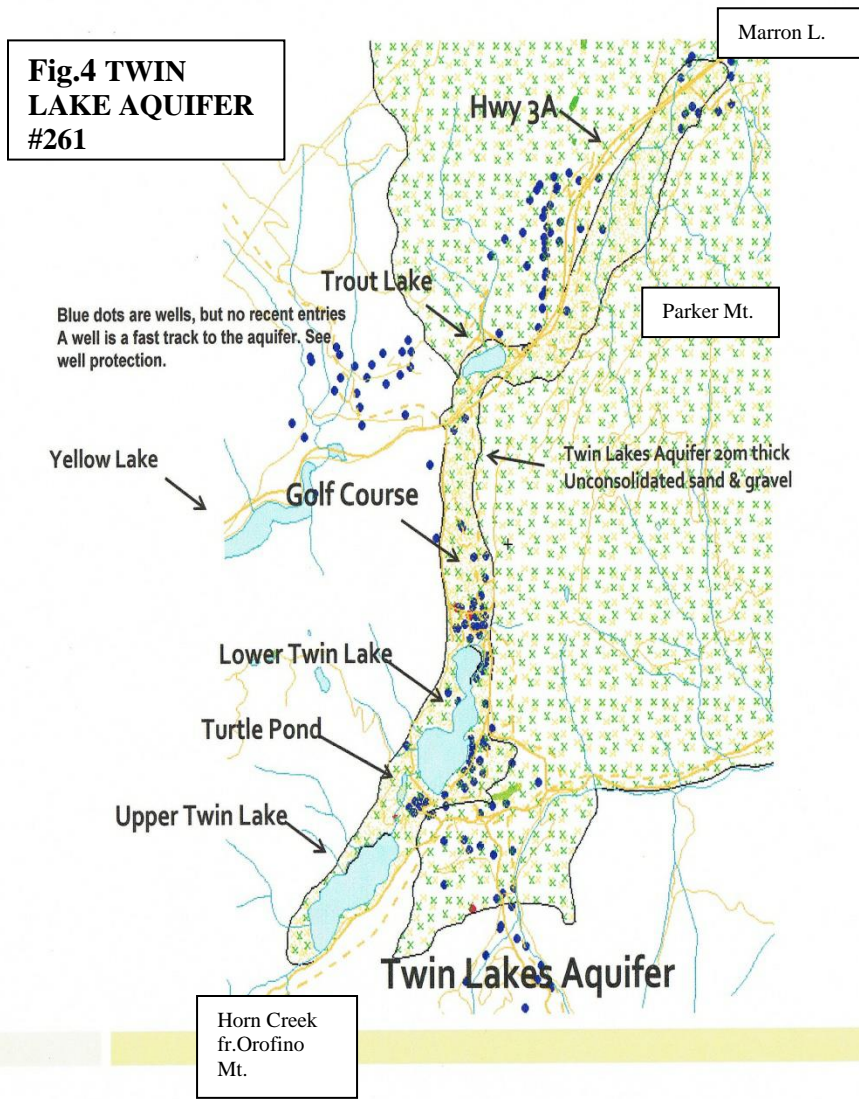 Marron L.
Fig.4 TWIN
LAKE AQUIFER
#261
Hwy 3A
Trout Lake
Parker Mt.
Blue dots are wells, but no recent entries
A well is a fast track to the aquifer. See
well protection.
Yellow Lake
Twin Lakes Aquifer 20m thick
Unconsolidated sand & gravel
Golf Course
Lower Twin Lake
Turtle Pond
Upper Twin Lake
Twin Lakes Aquifer
Horn Creek
fr.Orofino
Mt.